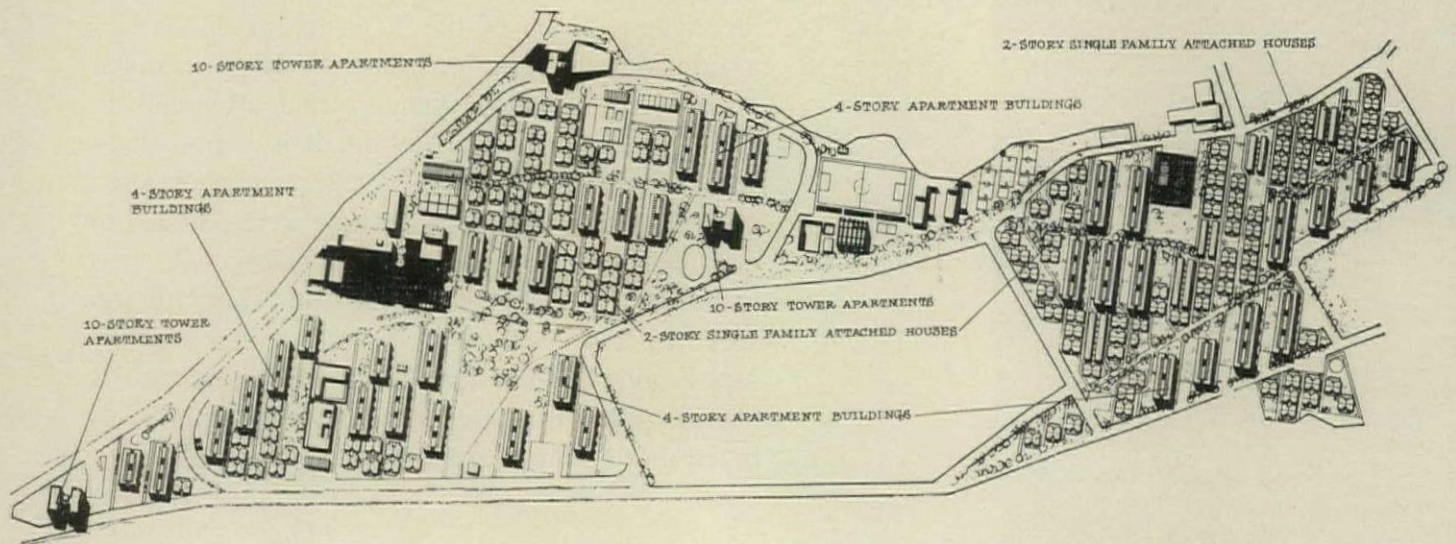 2-STORY SINGLE FAMILY ATTACHED HOUSES
10-STORY TOWER APARTMENTS
4-STORY APARTMENT BUILDINGS
4-STORY APARTMENT
BUILDINGS
10-STORY TOWER APARTMENTS
10-STORY TOWER
APARTMENTS
2-STORY SINGLE FAMILY ATTACHED HOUSES
4-STORY APARTMENT BUILDINGS